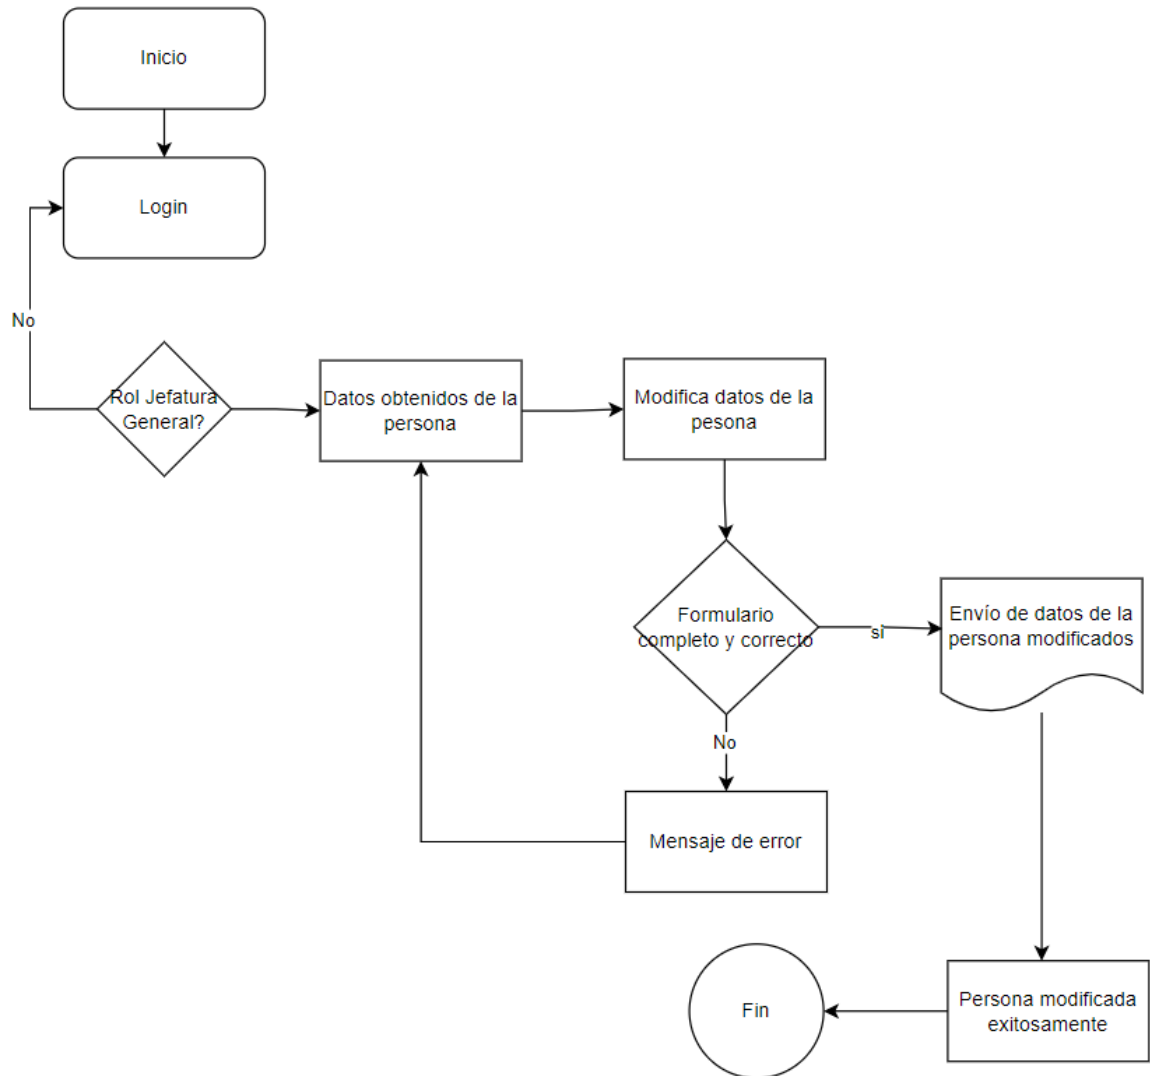 Inicio
Login
No
Rol Jefatura
General?
Datos obtenidos de la
persona
Modifica datos de la
pesona
Formulario
completo y correcto
si
Envío de datos de la
persona modificados
No
Mensaje de error
Fin
Persona modificada
exitosamente